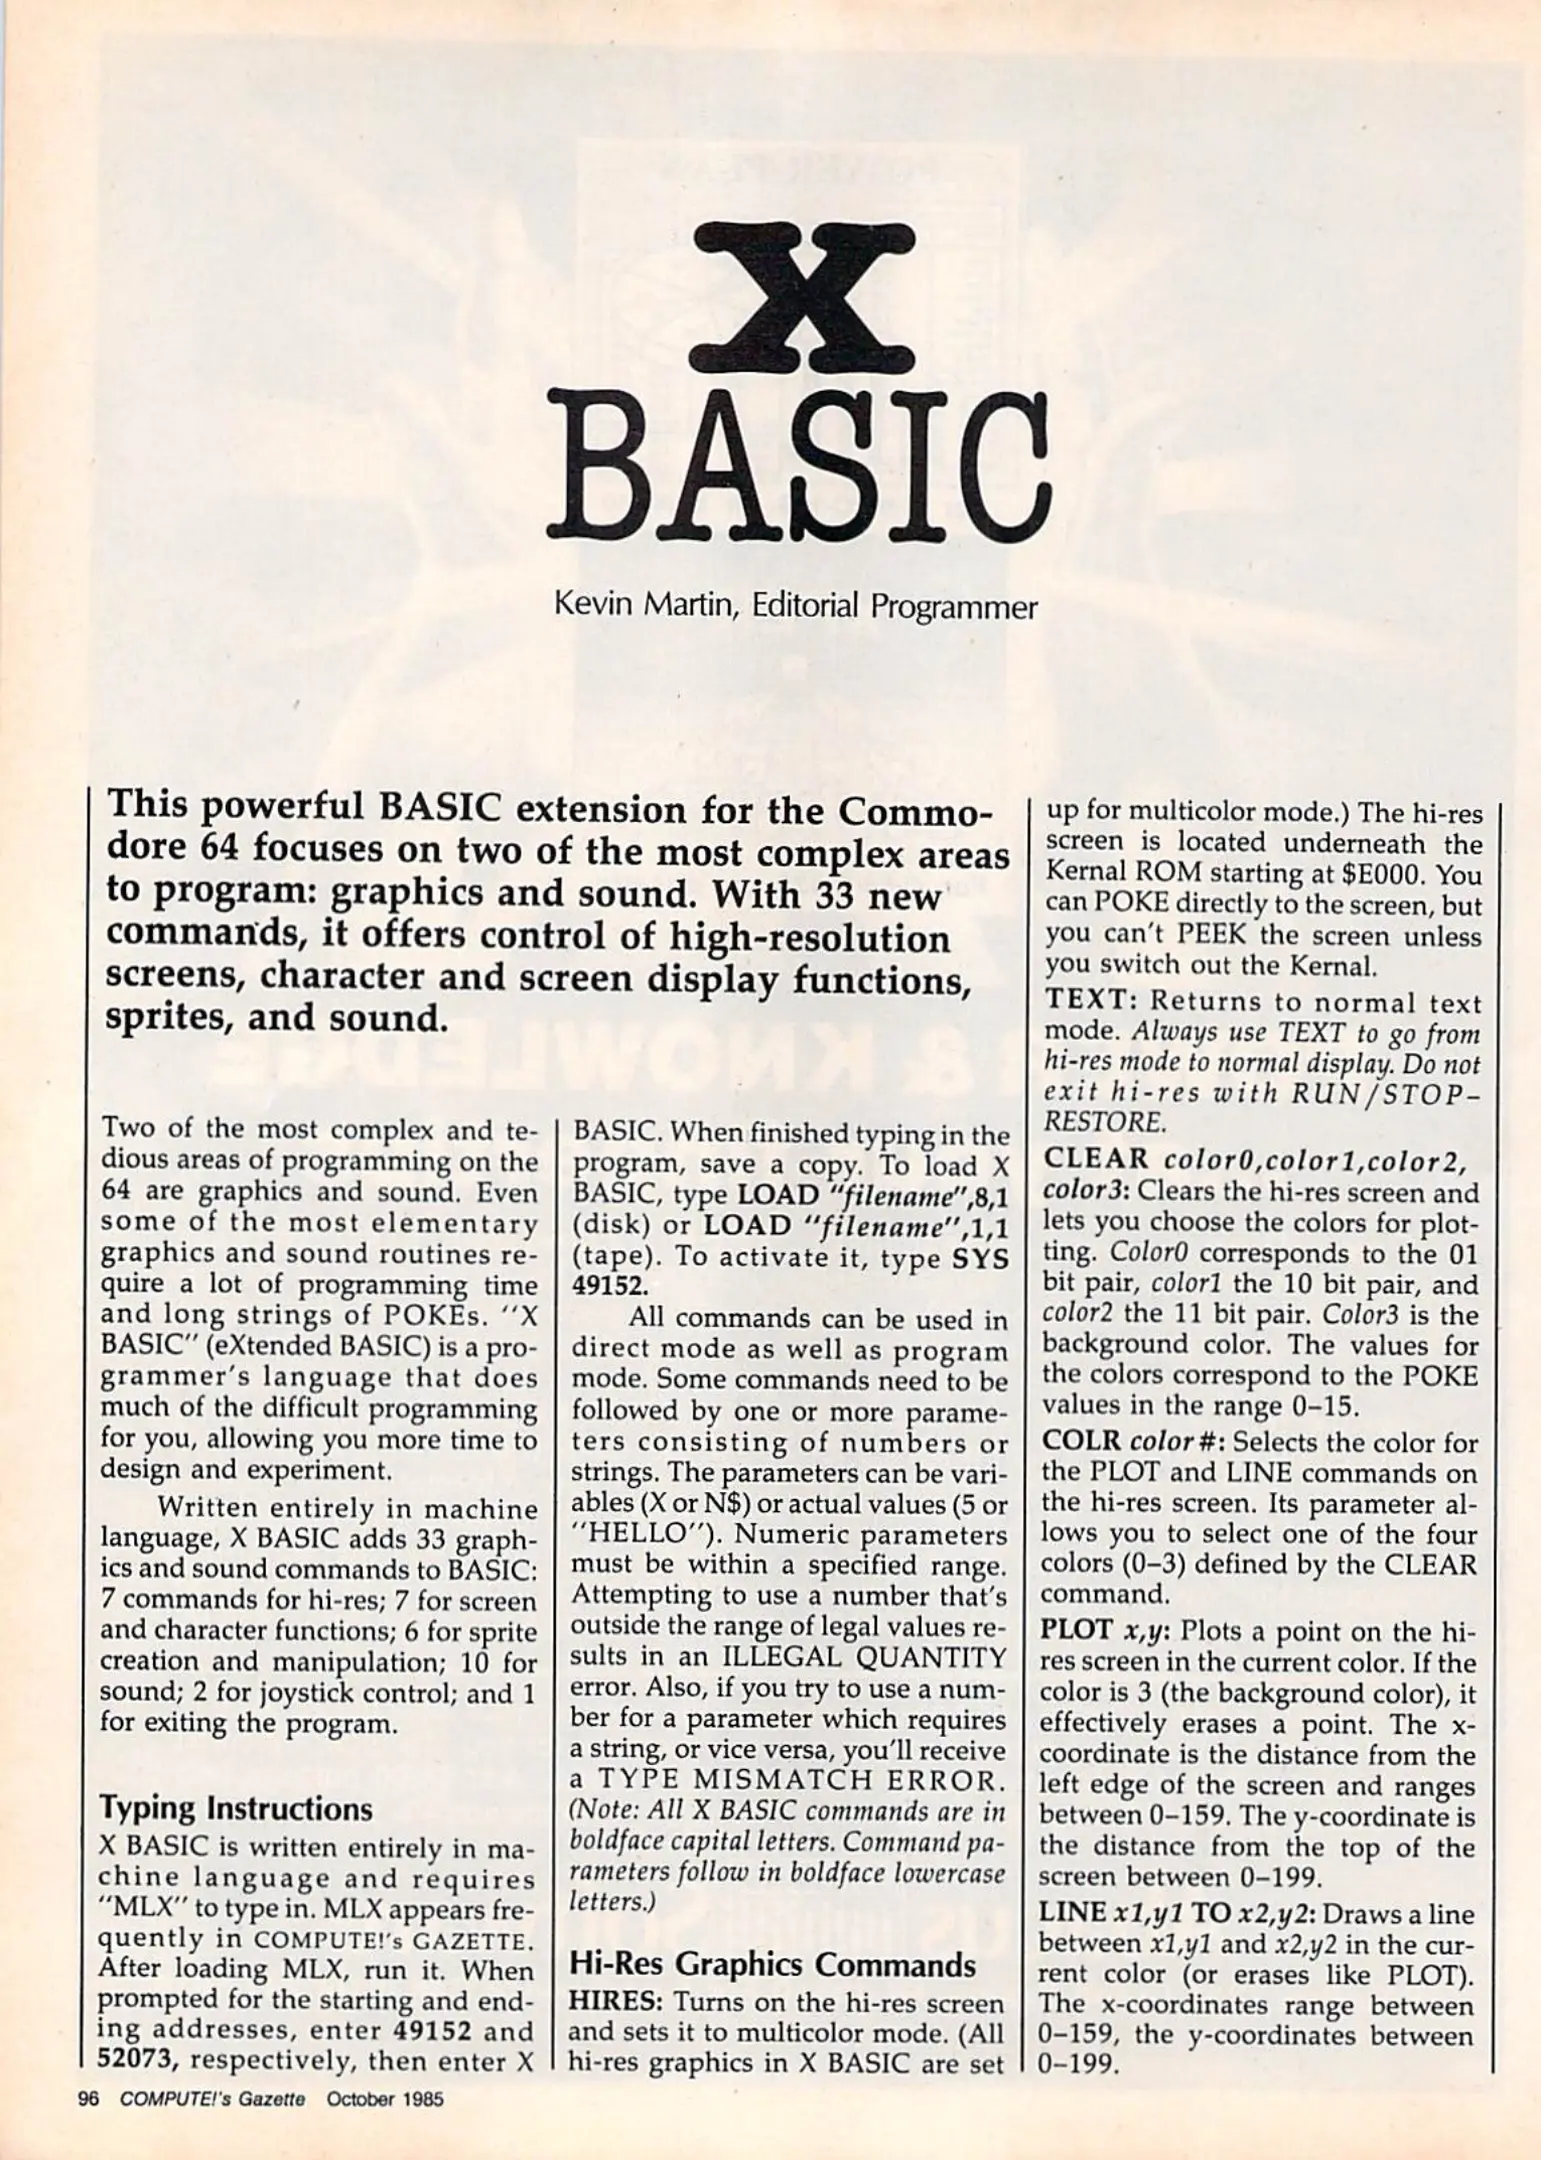 X
BASIC
Kevin Martin, Editorial Programmer
This powerful BASIC extension for the Commo-
dore 64 focuses on two of the most complex areas
to program: graphics and sound. With 33 new
commands, it offers control of high-resolution
screens, character and screen display functions,
sprites, and sound.
Two of the most complex and te-
dious areas of programming on the
64 are graphics and sound. Even
some of the most elementary
graphics and sound routines re-
quire a lot of programming time
and long strings of POKEs. "X
BASIC" (eXtended BASIC) is a pro-
grammer's language that does
much of the difficult programming
for you, allowing you more time to
design and experiment.
Written entirely in machine
language, X BASIC adds 33 graph-
ics and sound commands to BASIC:
7 commands for hi-res; 7 for screen
and character functions; 6 for sprite
creation and manipulation; 10 for
sound; 2 for joystick control; and 1
for exiting the program.
Typing Instructions
X BASIC is written entirely in ma-
chine language and requires
"MLX" to type in. MLX appears fre-
quently in COMPUTE!'s GAZETTE.
After loading MLX, run it. When
prompted for the starting and end-
ing addresses, enter 49152 and
52073, respectively, then enter X
BASIC. When finished typing in the
program, save a copy. To load X
BASIC, type LOAD "filename",8,1
(disk) or LOAD "filename",1,1
(tape). To activate it, type SYS
49152.
All commands can be used in
direct mode as well as program
mode. Some commands need to be
followed by one or more parame-
ters consisting of numbers or
strings. The parameters can be vari-
ables (X or N$) or actual values (5 or
"HELLO"). Numeric parameters
must be within a specified range.
Attempting to use a number that's
outside the range of legal values re-
sults in an ILLEGAL QUANTITY
error. Also, if you try to use a num-
ber for a parameter which requires
a string, or vice versa, you'll receive
a TYPE MISMATCH ERROR.
(Note: All X BASIC commands are in
boldface capital letters. Command pa-
rameters follow in boldface lowercase
letters.)
Hi-Res Graphics Commands
HIRES: Turns on the hi-res screen
and sets it to multicolor mode. (All
hi-res graphics in X BASIC are set
up for multicolor mode.) The hi-res
screen is located underneath the
Kernal ROM starting at $E000. You
can POKE directly to the screen, but
you can't PEEK the screen unless
you switch out the Kernal.
TEXT: Returns to normal text
mode. Always use TEXT to go from
hi-res mode to normal display. Do not
exit hi-res with RUN/STOP-
RESTORE.
CLEAR color0,color1,color2,
color3: Clears the hi-res screen and
lets you choose the colors for plot-
ting. Color0 corresponds to the 01
bit pair, color1 the 10 bit pair, and
color2 the 11 bit pair. Color3 is the
background color. The values for
the colors correspond to the POKE
values in the range 0–15.
COLR color#: Selects the color for
the PLOT and LINE commands on
the hi-res screen. Its parameter al-
lows you to select one of the four
colors (0–3) defined by the CLEAR
command.
PLOT x,y: Plots a point on the hi-
res screen in the current color. If the
color is 3 (the background color), it
effectively erases a point. The x-
coordinate is the distance from the
left edge of the screen and ranges
between 0–159. The y-coordinate is
the distance from the top of the
screen between 0–199.
LINE x1,y1 TO x2,y2: Draws a line
between x1,y1 and x2,y2 in the cur-
rent color (or erases like PLOT).
The x-coordinates range between
0–159, the y-coordinates between
0–199.
96 COMPUTE!'s Gazette October 1985